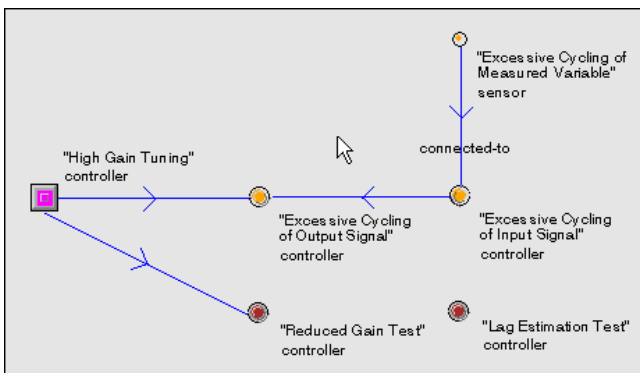 "Excessive Cycling of
Measured Variable"
sensor
connected-to
"High Gain Tuning"
controller
"Excessive Cycling
of Output Signal"
controller
"Excessive Cycling
of Input Signal"
controller
"Reduced Gain Test"
controller
"Lag Estimation Test"
controller